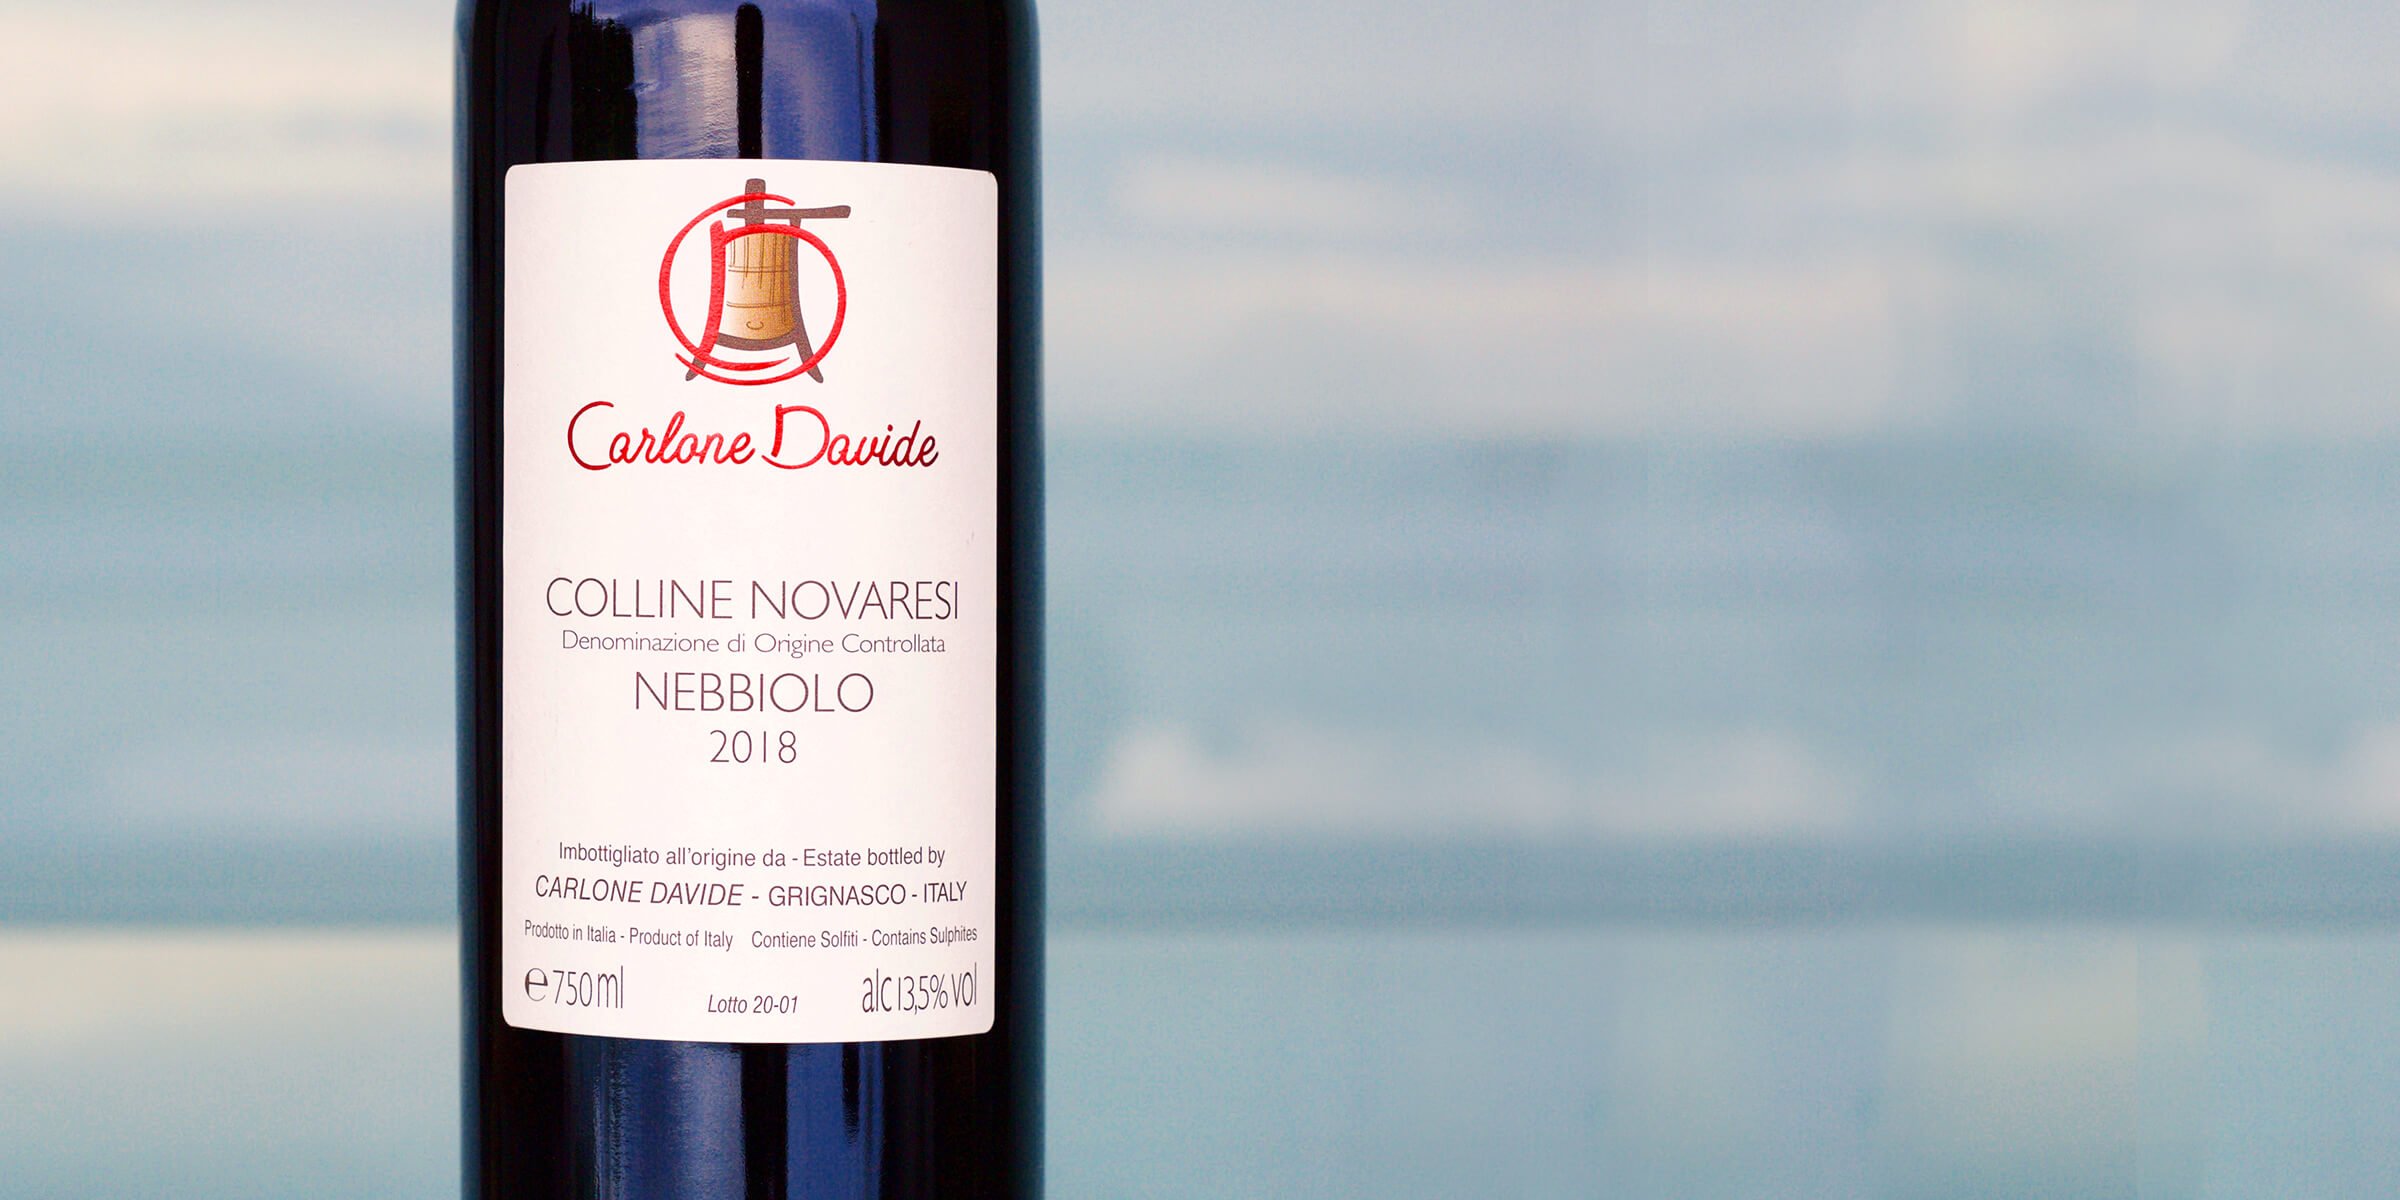 Carlone Davide
COLLINE NOVARESI
Denominazione di Origine Controllata
NEBBIOLO
2018
Imbottigliato all'origine da - Estate bottled by
CARLONE DAVIDE - GRIGNASCO - ITALY
Prodotto in Italia - Product of Italy Contiene Solfiti - Contains Sulphites
℮ 750ml Lotto 20-01 alc 13,5% vol